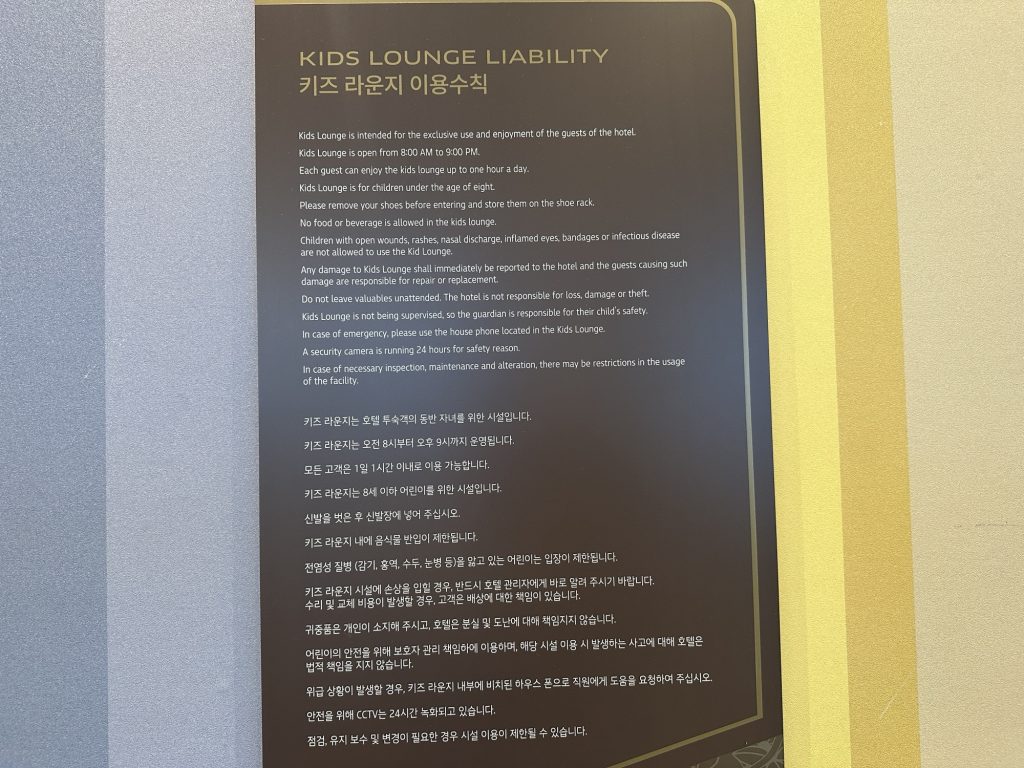 KIDS LOUNGE LIABILITY
키즈 라운지 이용수칙
Kids Lounge is intended for the exclusive use and enjoyment of the guests of the hotel.
Kids Lounge is open from 8:00 AM to 9:00 PM.
Each guest can enjoy the kids lounge up to one hour a day.
Kids Lounge is for children under the age of eight.
Please remove your shoes before entering and store them on the shoe rack.
No food or beverage is allowed in the kids lounge.
Children with open wounds, rashes, nasal discharge, inflamed eyes, bandages or infectious disease
are not allowed to use the Kid Lounge.
Any damage to Kids Lounge shall immediately be reported to the hotel and the guests causing such
damage are responsible for repair or replacement.
Do not leave valuables unattended. The hotel is not responsible for loss, damage or theft.
Kids Lounge is not being supervised, so the guardian is responsible for their child's safety.
In case of emergency, please use the house phone located in the Kids Lounge.
A security camera is running 24 hours for safety reason.
In case of necessary inspection, maintenance and alteration, there may be restrictions in the usage
of the facility.
키즈 라운지는 호텔 투숙객의 동반 자녀를 위한 시설입니다.
키즈 라운지는 오전 8시부터 오후 9시까지 운영됩니다.
모든 고객은 1일 1시간 이내로 이용 가능합니다.
키즈 라운지는 8세 이하 어린이를 위한 시설입니다.
신발을 벗은 후 신발장에 넣어 주십시오.
키즈 라운지 내에 음식물 반입이 제한됩니다.
전염성 질병 (감기, 홍역, 수두, 눈병 등)을 앓고 있는 어린이는 입장이 제한됩니다.
키즈 라운지 시설에 손상을 입힐 경우, 반드시 호텔 관리자에게 바로 알려 주시기 바랍니다.
수리 및 교체 비용이 발생할 경우, 고객은 배상에 대한 책임이 있습니다.
귀중품은 개인이 소지해 주시고, 호텔은 분실 및 도난에 대해 책임지지 않습니다.
어린이의 안전을 위해 보호자 관리 책임하에 이용하며, 해당 시설 이용 시 발생하는 사고에 대해 호텔은
법적 책임을 지지 않습니다.
위급 상황이 발생할 경우, 키즈 라운지 내부에 비치된 하우스 폰으로 직원에게 도움을 요청하여 주십시오.
안전을 위해 CCTV는 24시간 녹화되고 있습니다.
점검, 유지 보수 및 변경이 필요한 경우 시설 이용이 제한될 수 있습니다.